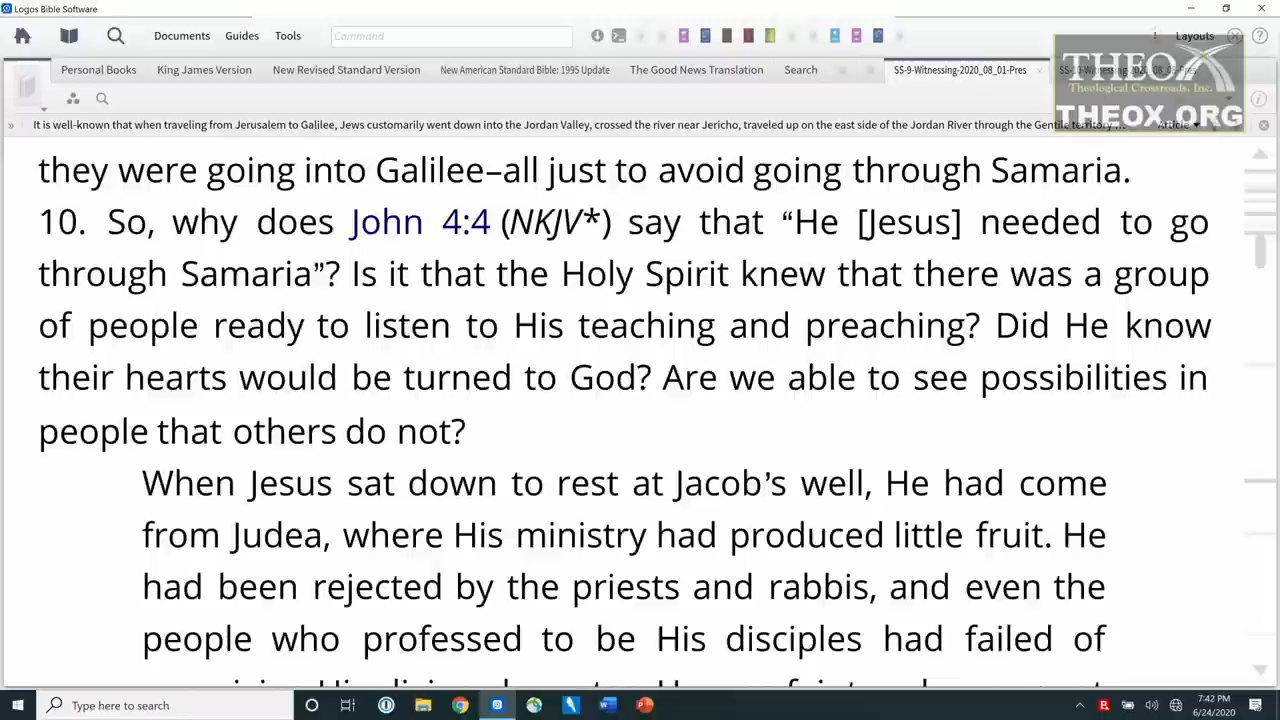 Logos Bible Software
Documents Guides Tools Command Layouts
THEOX
Theological Crossroads, Inc.
THEOX.ORG
Personal Books King James Version New Revised Sta New American Standard Bible: 1995 Update The Good News Translation Search SS-9-Witnessing-2020_08_01-Pres
It is well-known that when traveling from Jerusalem to Galilee, Jews customarily went down into the Jordan Valley, crossed the river near Jericho, traveled up on the east side of the Jordan River through the Gentile territory... Article
they were going into Galilee–all just to avoid going through Samaria.
10. So, why does John 4:4 (NKJV*) say that “He [Jesus] needed to go
through Samaria”? Is it that the Holy Spirit knew that there was a group
of people ready to listen to His teaching and preaching? Did He know
their hearts would be turned to God? Are we able to see possibilities in
people that others do not?
When Jesus sat down to rest at Jacob’s well, He had come
from Judea, where His ministry had produced little fruit. He
had been rejected by the priests and rabbis, and even the
people who professed to be His disciples had failed of
Type here to search
7:42 PM
6/24/2020